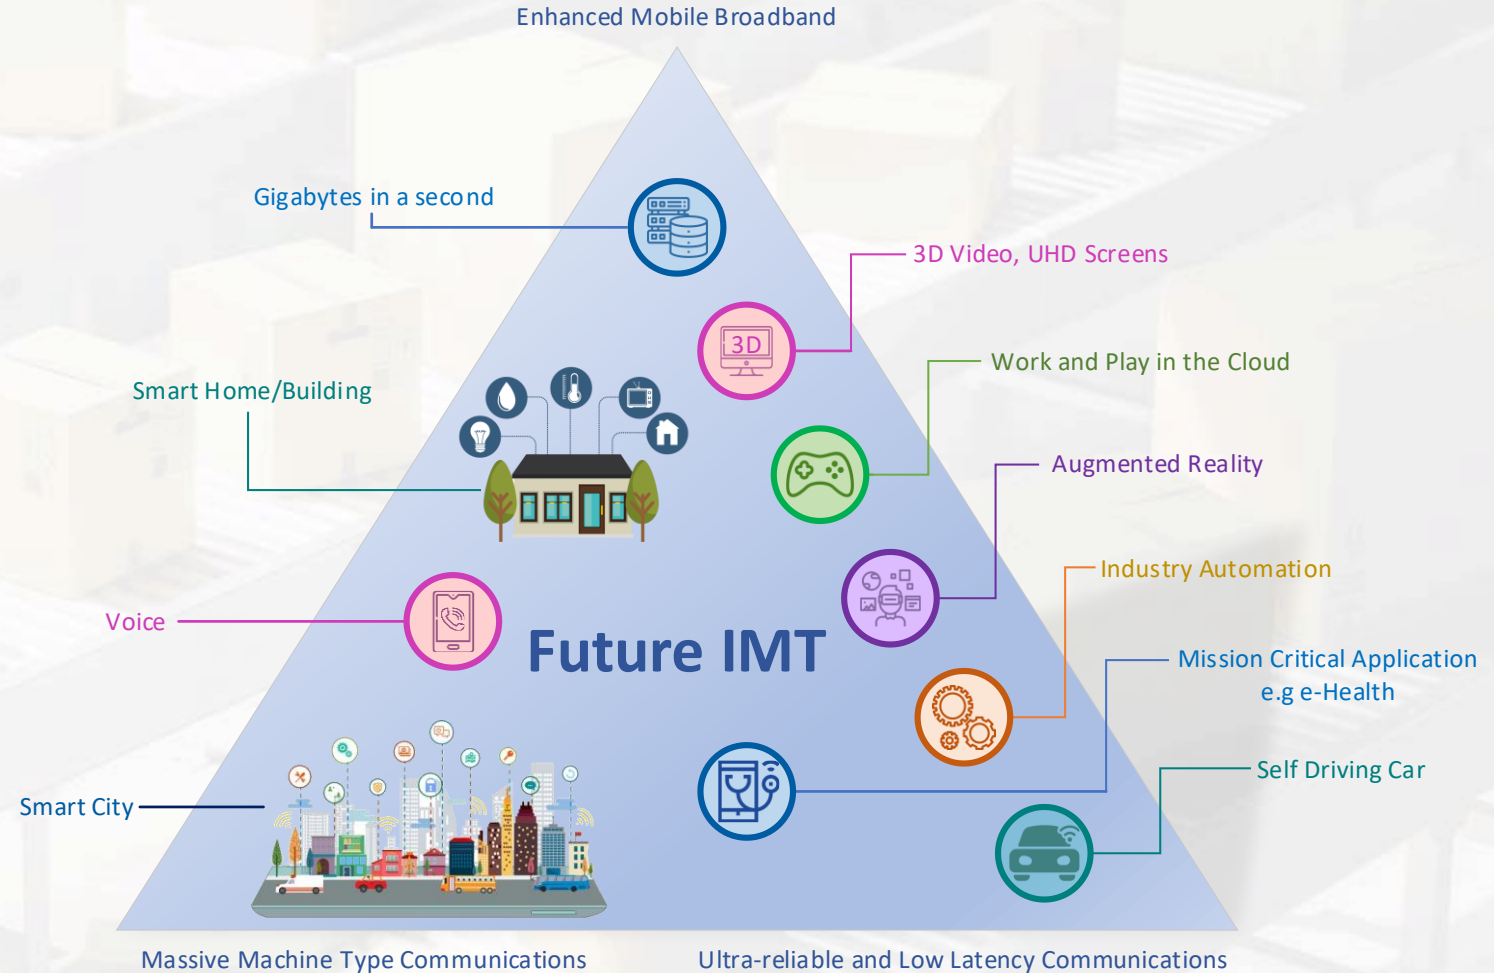 Enhanced Mobile Broadband
Gigabytes in a second
3D Video, UHD Screens
3D
Work and Play in the Cloud
Smart Home/Building
Augmented Reality
Industry Automation
Voice
Future IMT
Mission Critical Application
e.g e-Health
Self Driving Car
Smart City
Massive Machine Type Communications
Ultra-reliable and Low Latency Communications